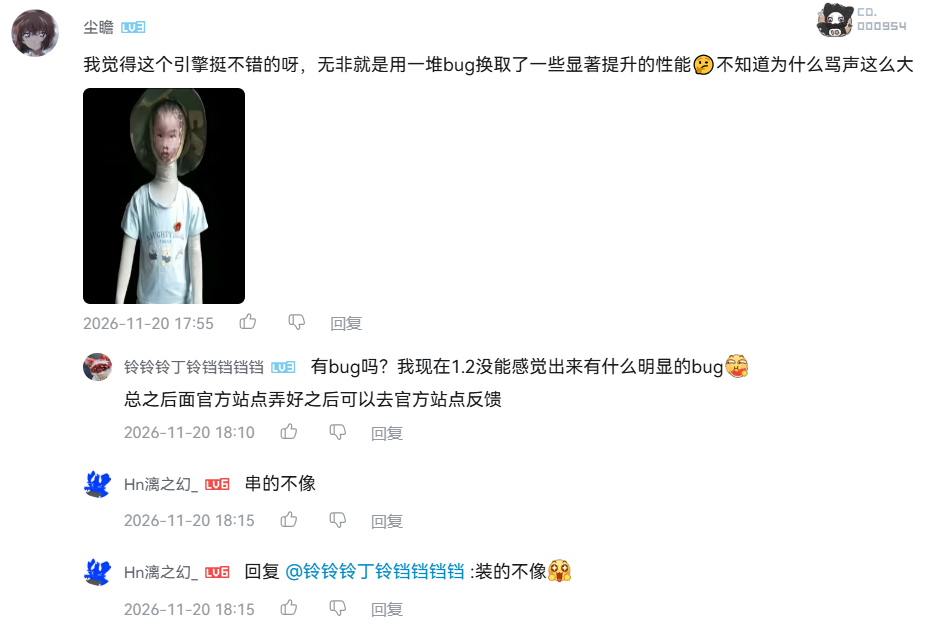 尘瞻 LV3
CO.
000954
我觉得这个引擎挺不错的呀，无非就是用一堆bug换取了一些显著提升的性能🤔不知道为什么骂声这么大
2026-11-20 17:55 回复
铃铃铃丁铃铛铛铛铛 LV3 有bug吗？我现在1.2没能感觉出来有什么明显的bug
总之后面官方站点弄好之后可以去官方站点反馈
2026-11-20 18:10 回复
Hn漓之幻_ LV6 串的不像
2026-11-20 18:15 回复
Hn漓之幻_ LV6 回复 @铃铃铃丁铃铛铛铛铛 :装的不像
2026-11-20 18:15 回复